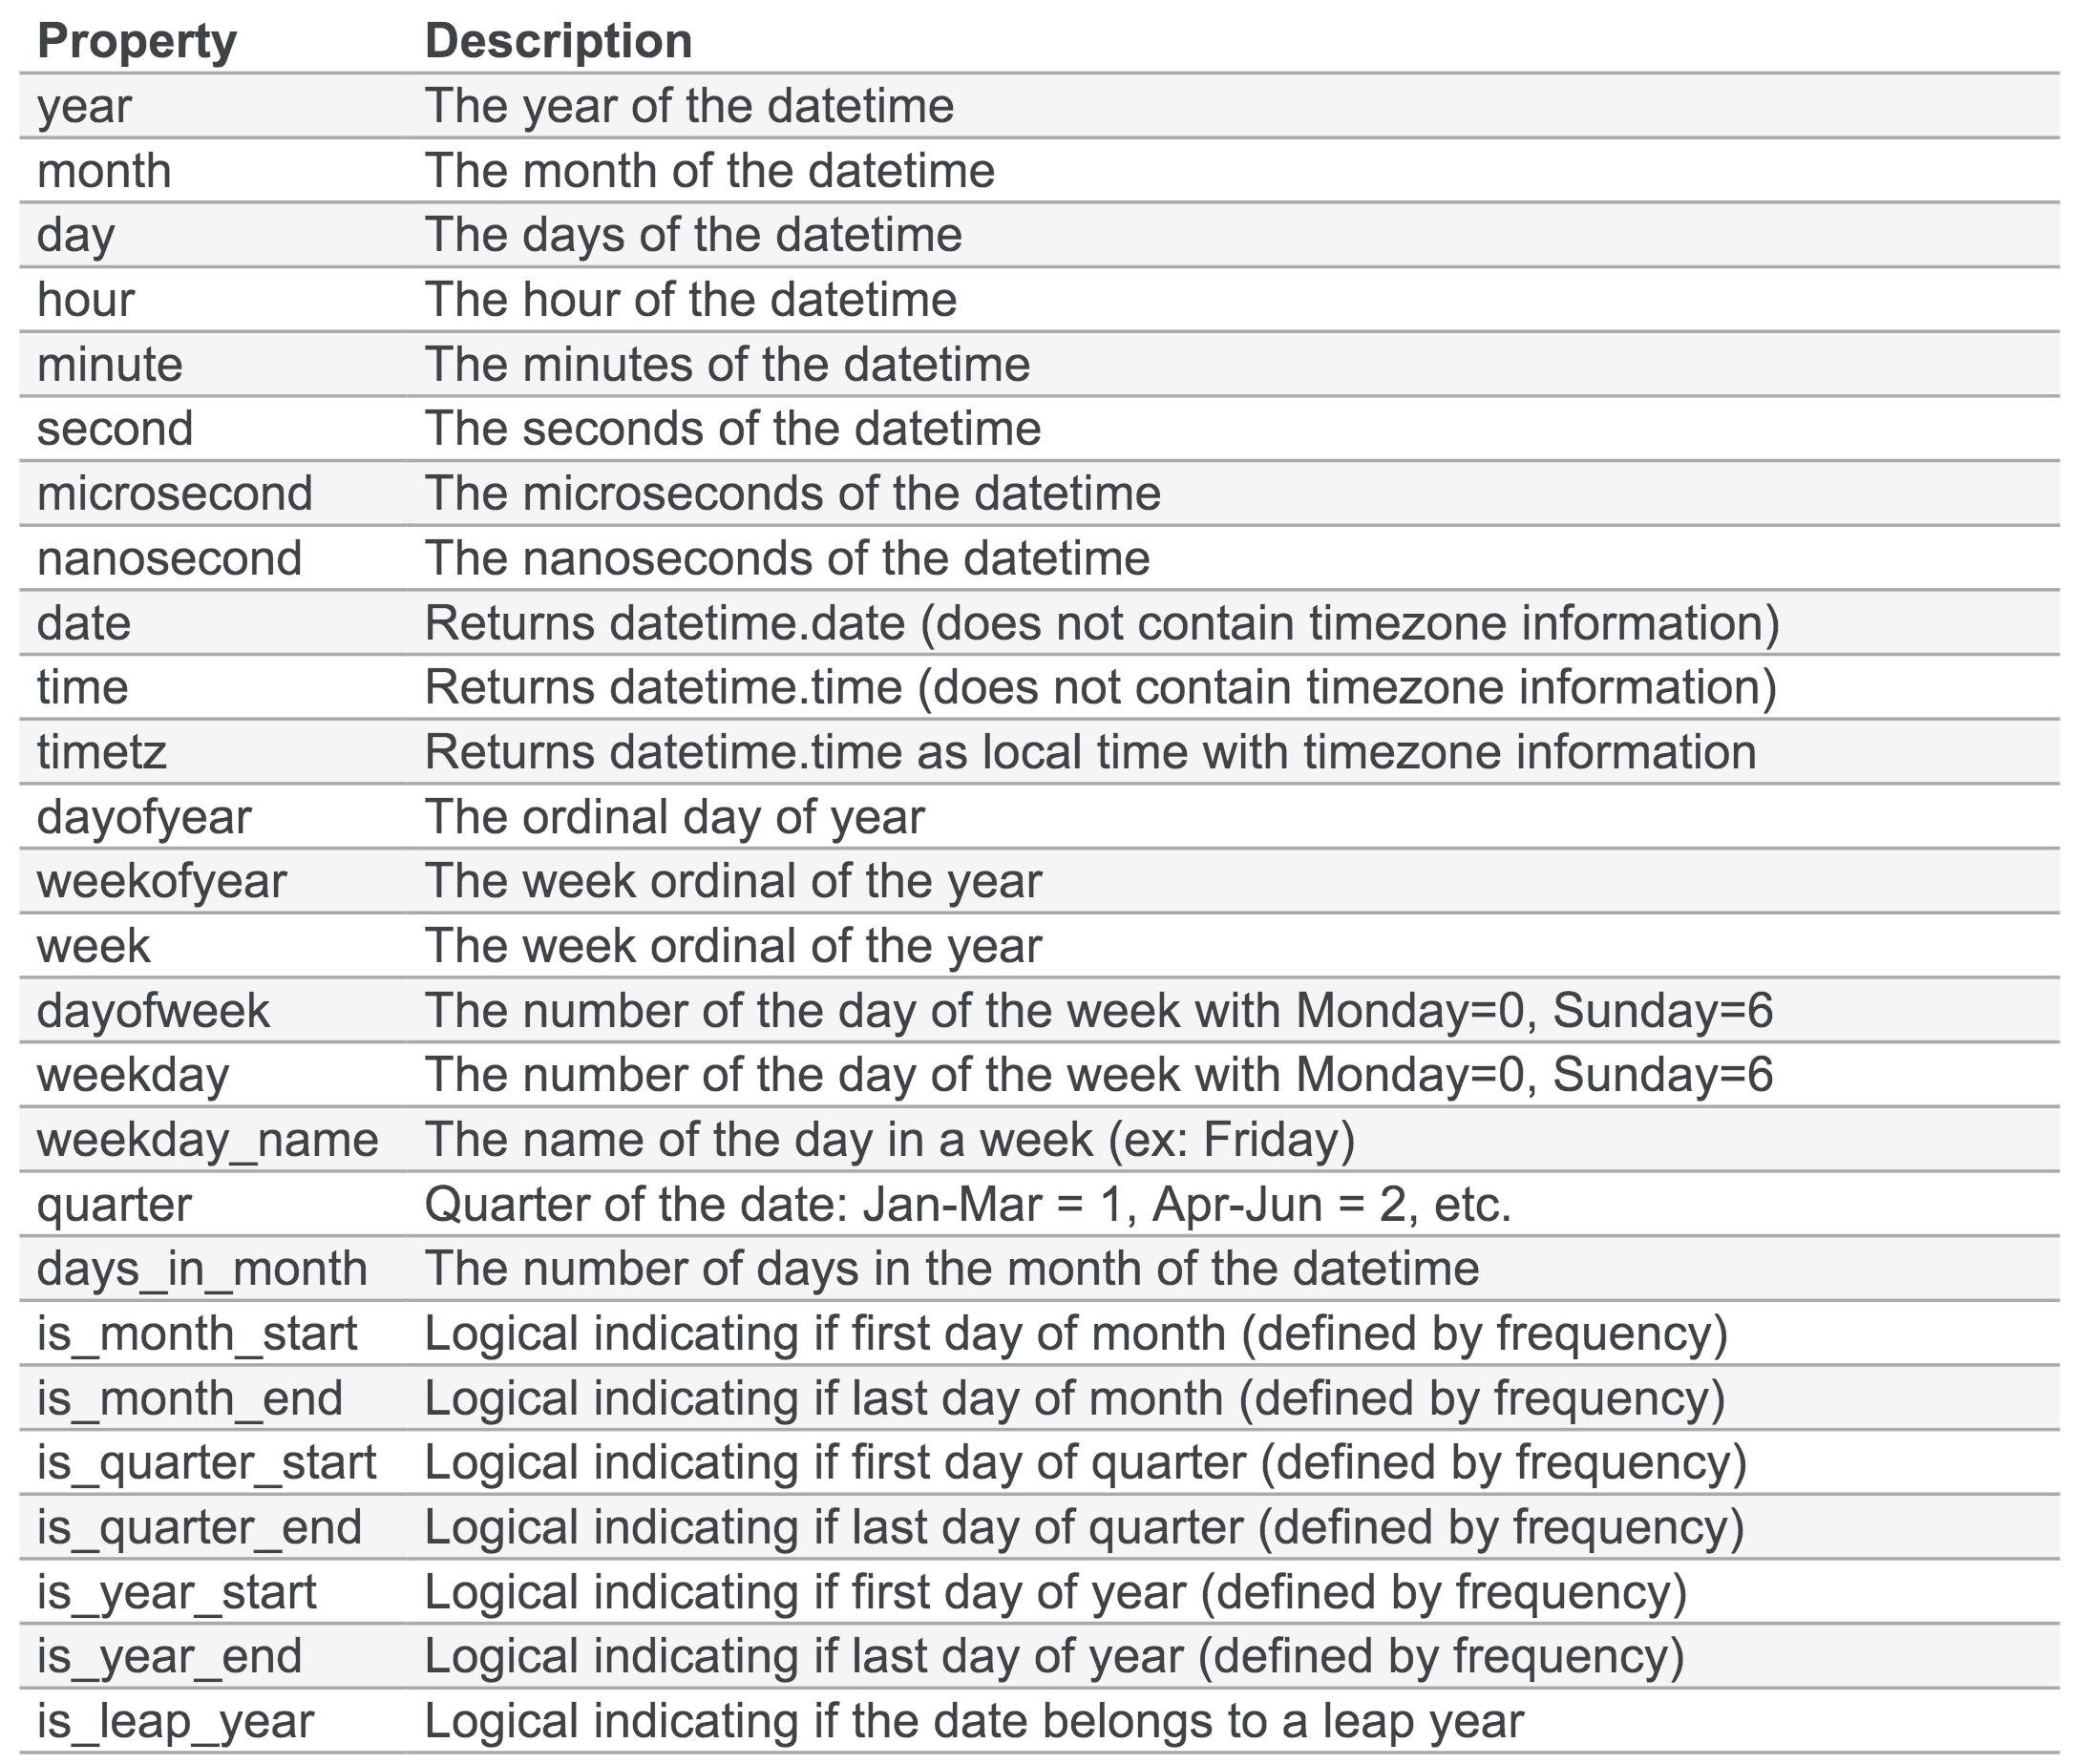 Property Description
year The year of the datetime
month The month of the datetime
day The days of the datetime
hour The hour of the datetime
minute The minutes of the datetime
second The seconds of the datetime
microsecond The microseconds of the datetime
nanosecond The nanoseconds of the datetime
date Returns datetime.date (does not contain timezone information)
time Returns datetime.time (does not contain timezone information)
timetz Returns datetime.time as local time with timezone information
dayofyear The ordinal day of year
weekofyear The week ordinal of the year
week The week ordinal of the year
dayofweek The number of the day of the week with Monday=0, Sunday=6
weekday The number of the day of the week with Monday=0, Sunday=6
weekday_name The name of the day in a week (ex: Friday)
quarter Quarter of the date: Jan-Mar = 1, Apr-Jun = 2, etc.
days_in_month The number of days in the month of the datetime
is_month_start Logical indicating if first day of month (defined by frequency)
is_month_end Logical indicating if last day of month (defined by frequency)
is_quarter_start Logical indicating if first day of quarter (defined by frequency)
is_quarter_end Logical indicating if last day of quarter (defined by frequency)
is_year_start Logical indicating if first day of year (defined by frequency)
is_year_end Logical indicating if last day of year (defined by frequency)
is_leap_year Logical indicating if the date belongs to a leap year